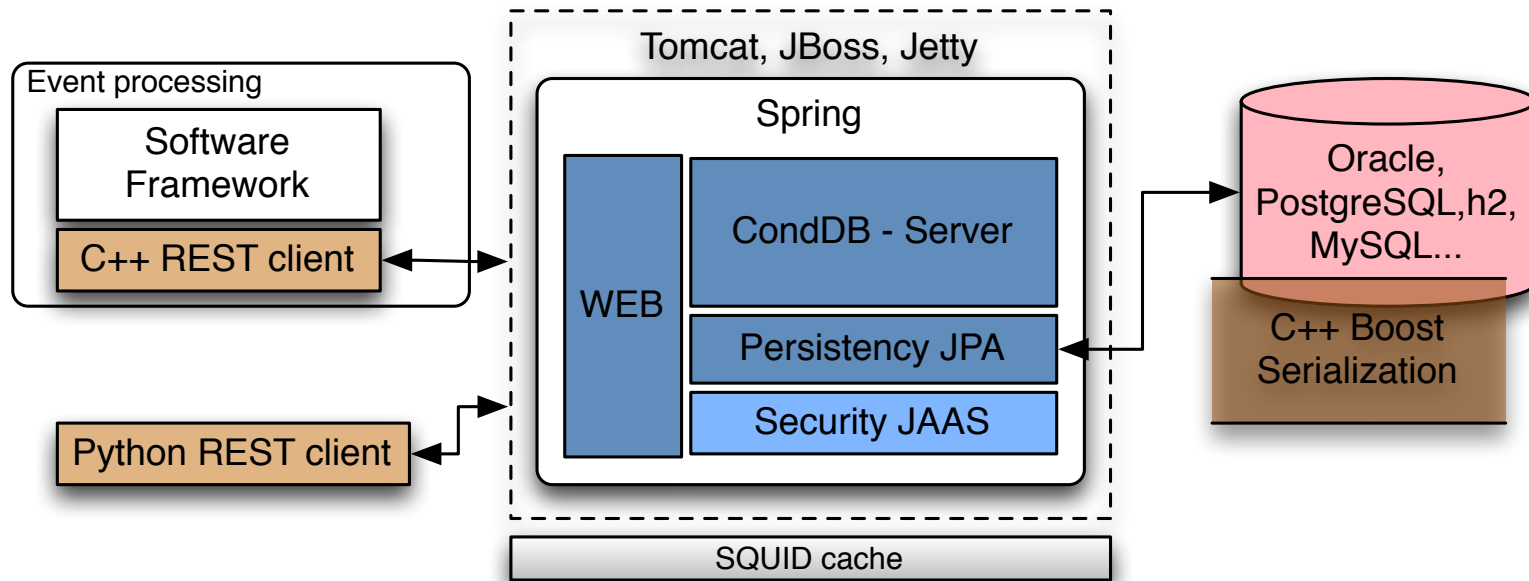 Event processing
Software
Framework
C++ REST client
Python REST client
Tomcat, JBoss, Jetty
Spring
WEB
CondDB - Server
Persistency JPA
Security JAAS
SQUID cache
Oracle,
PostgreSQL,h2,
MySQL...
C++ Boost
Serialization